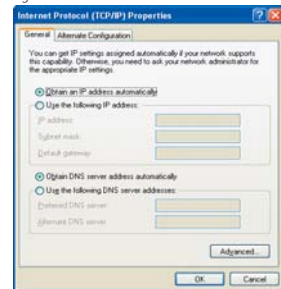 Internet Protocol (TCP/IP) Properties
General
Alternate Configuration
You can get IP settings assigned automatically if your network supports
this capability. Otherwise, you need to ask your network administrator for
the appropriate IP settings.
Obtain an IP address automatically
Use the following IP address:
IP address:
Subnet mask:
Default gateway:
Obtain DNS server address automatically
Use the following DNS server addresses:
Preferred DNS server:
Alternate DNS server:
Advanced...
OK
Cancel